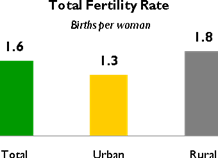 Total Fertility Rate
Births per woman
1.6
1.3
1.8
Total
Urban
Rural